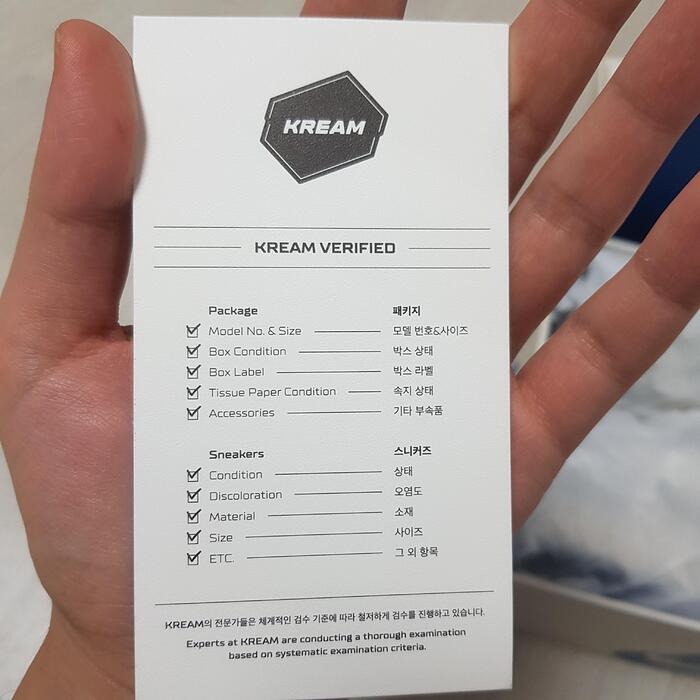 KREAM
KREAM VERIFIED
Package 패키지
Model No. & Size 모델 번호&사이즈
Box Condition 박스 상태
Box Label 박스 라벨
Tissue Paper Condition 속지 상태
Accessories 기타 부속품
Sneakers 스니커즈
Condition 상태
Discoloration 오염도
Material 소재
Size 사이즈
ETC. 그 외 항목
KREAM의 전문가들은 체계적인 검수 기준에 따라 철저하게 검수를 진행하고 있습니다.
Experts at KREAM are conducting a thorough examination
based on systematic examination criteria.